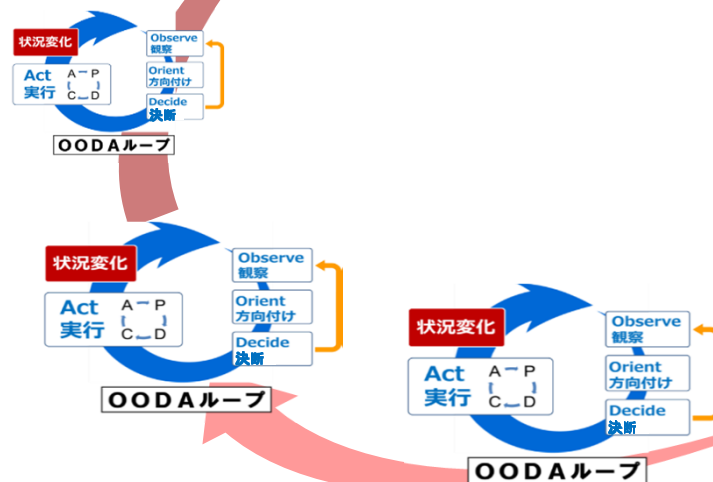 状況変化
Observe
観察
Orient
方向付け
Decide
決断
Act
実行
A P
C D
OODAループ
状況変化
Observe
観察
Orient
方向付け
Decide
決断
Act
実行
A P
C D
OODAループ
状況変化
Observe
観察
Orient
方向付け
Decide
決断
Act
実行
A P
C D
OODAループ